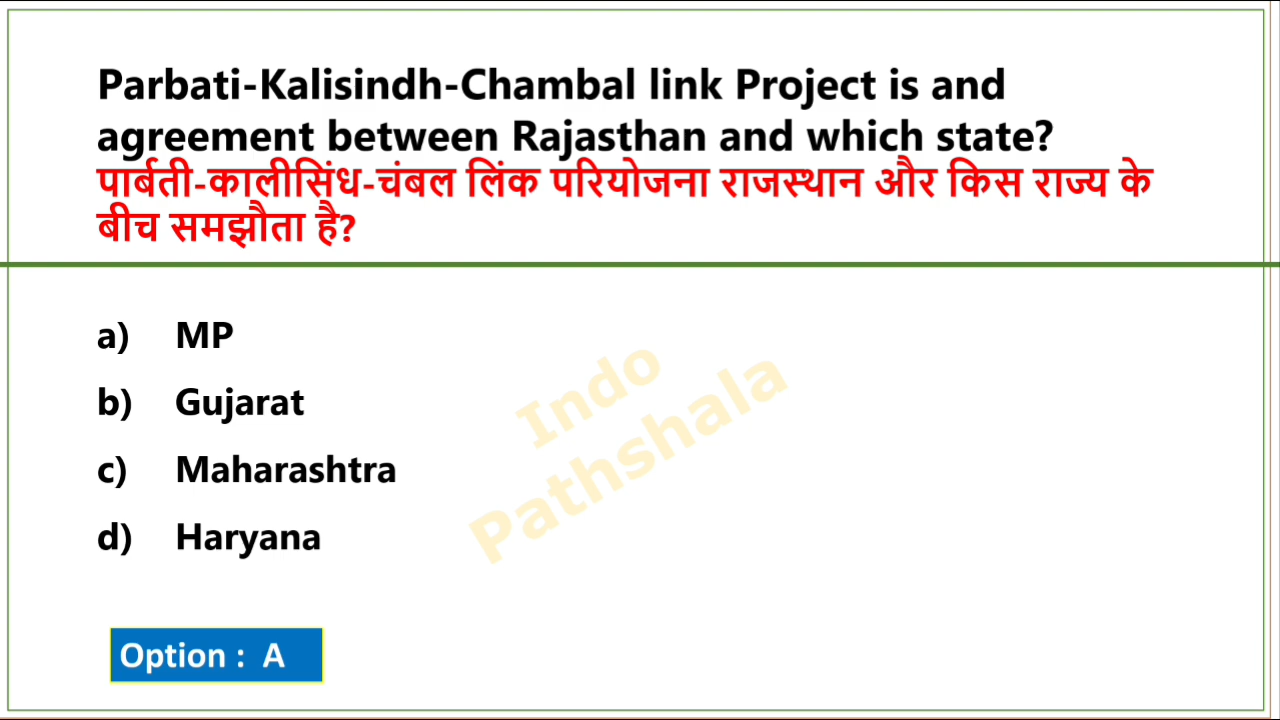 Parbati-Kalisindh-Chambal link Project is and
agreement between Rajasthan and which state?
पार्बती-कालीसिंध-चंबल लिंक परियोजना राजस्थान और किस राज्य के
बीच समझौता है?
a) MP
b) Gujarat
c) Maharashtra
d) Haryana
Indo
Pathshala
Option : A